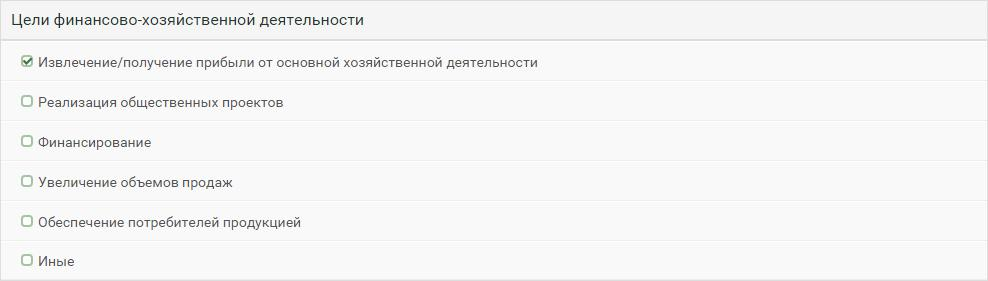 Цели финансово-хозяйственной деятельности
Извлечение/получение прибыли от основной хозяйственной деятельности
Реализация общественных проектов
Финансирование
Увеличение объемов продаж
Обеспечение потребителей продукцией
Иные